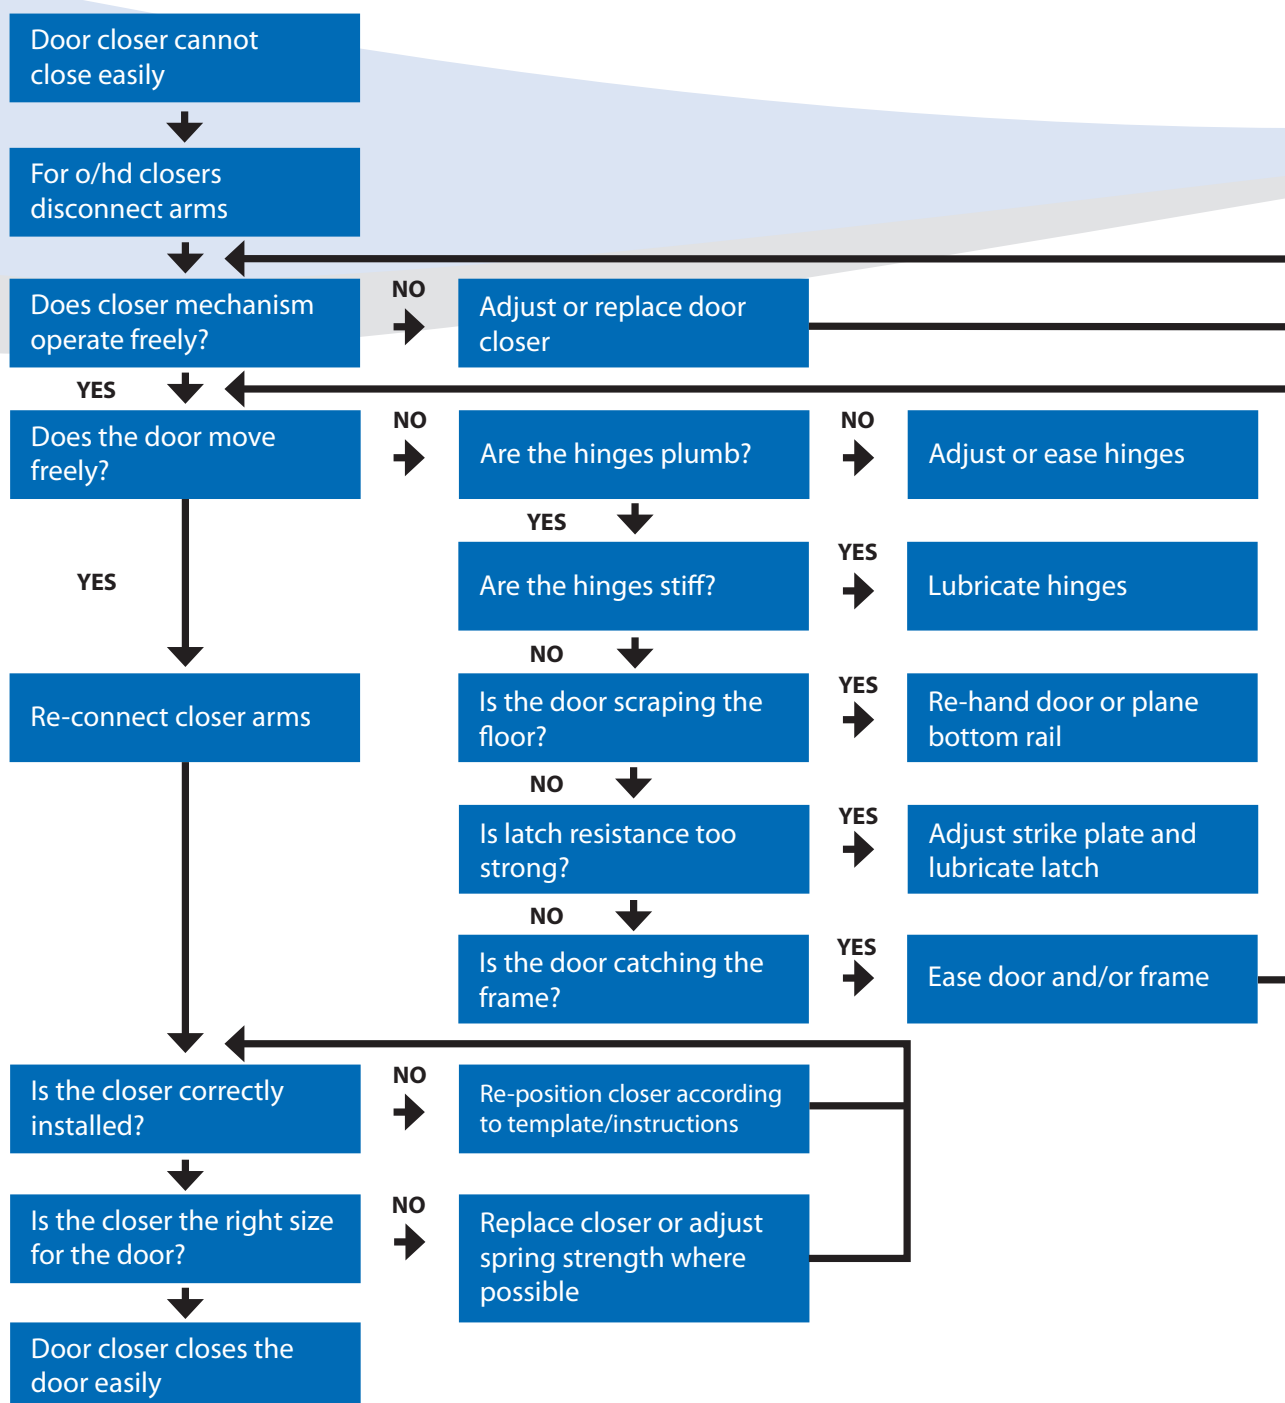 Door closer cannot
close easily
For o/hd closers
disconnect arms
Does closer mechanism
operate freely?
NO
Adjust or replace door
closer
YES
Does the door move
freely?
NO
Are the hinges plumb?
NO
Adjust or ease hinges
YES
Are the hinges stiff?
YES
Lubricate hinges
YES
NO
Re-connect closer arms
Is the door scraping the
floor?
YES
Re-hand door or plane
bottom rail
NO
Is latch resistance too
strong?
YES
Adjust strike plate and
lubricate latch
NO
Is the door catching the
frame?
YES
Ease door and/or frame
Is the closer correctly
installed?
NO
Re-position closer according
to template/instructions
Is the closer the right size
for the door?
NO
Replace closer or adjust
spring strength where
possible
Door closer closes the
door easily